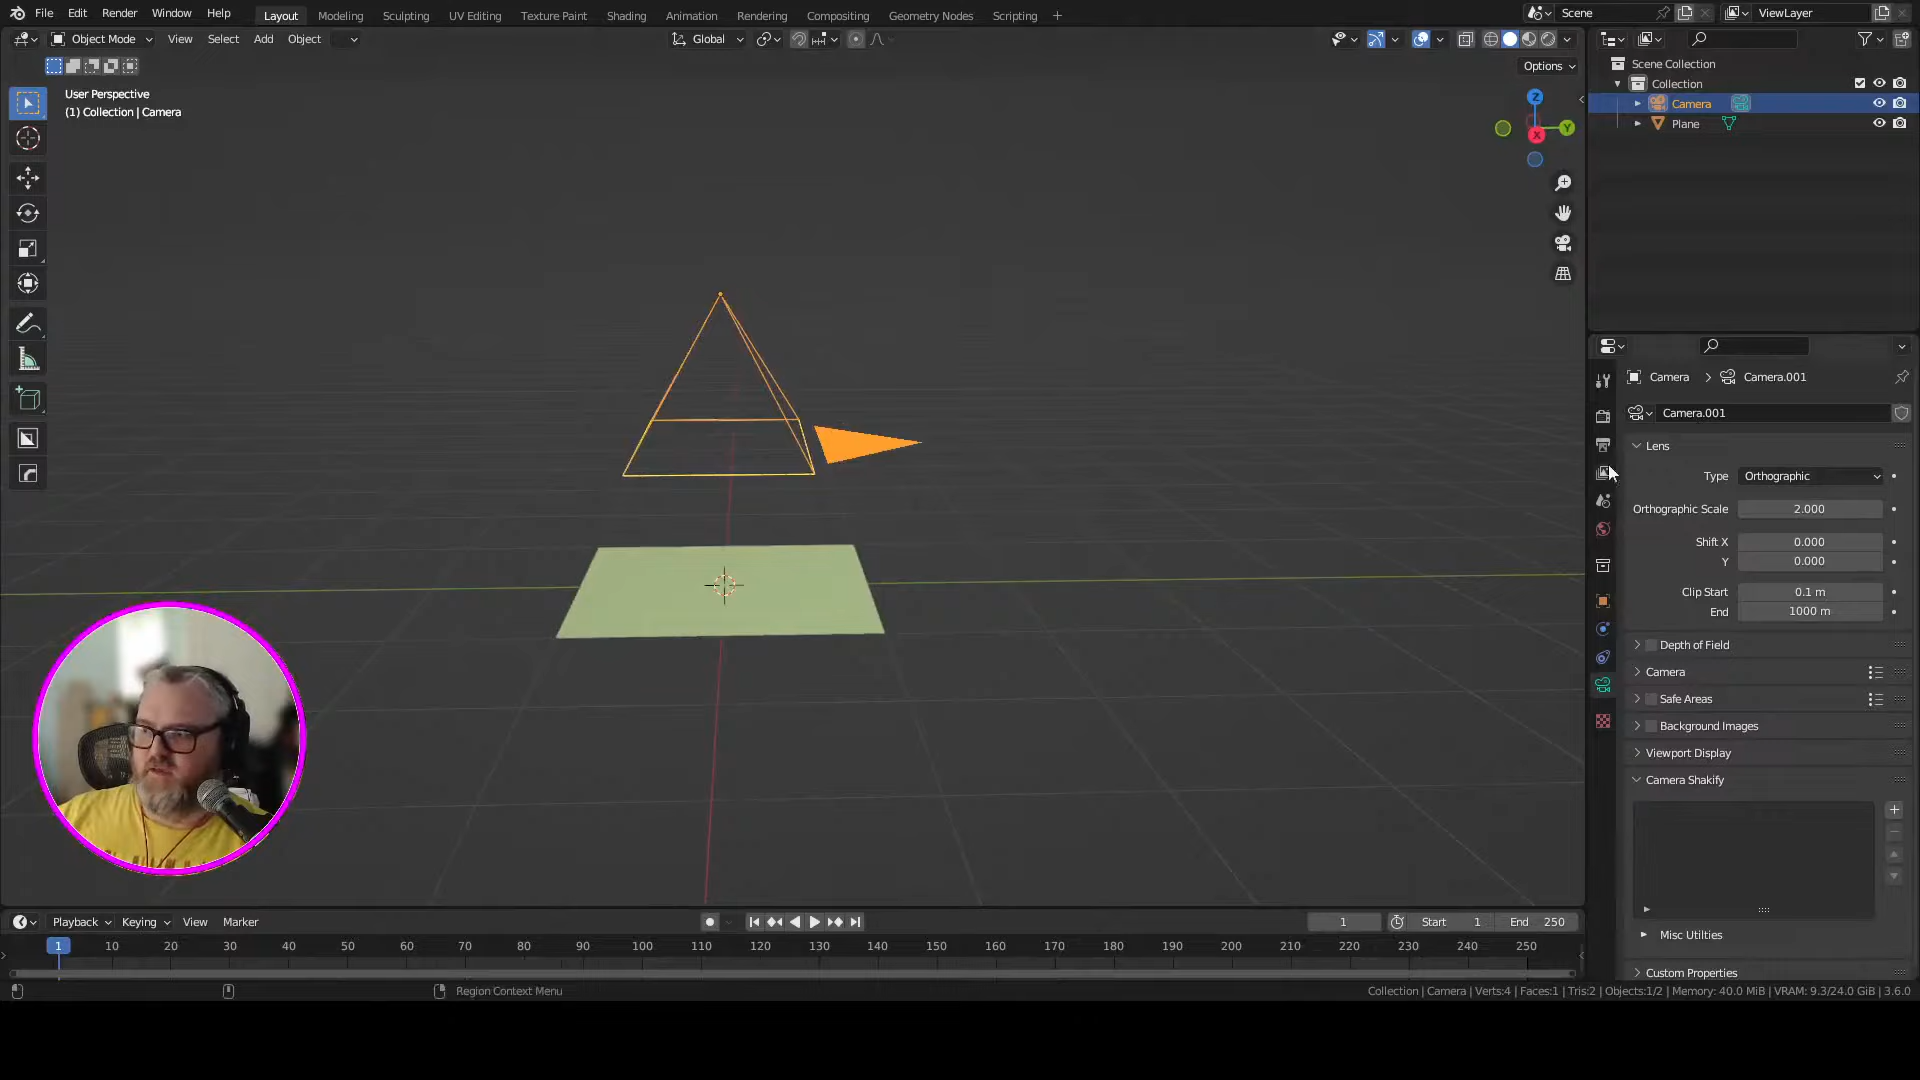 File Edit Render Window Help
Layout Modeling Sculpting UV Editing Texture Paint Shading Animation Rendering Compositing Geometry Nodes Scripting +
Scene
ViewLayer
Object Mode View Select Add Object
Global
Options
User Perspective
(1) Collection | Camera
Z
Y
X
Scene Collection
Collection
Camera
Plane
Camera > Camera.001
Camera.001
Lens
Type Orthographic
Orthographic Scale 2.000
Shift X 0.000
Y 0.000
Clip Start 0.1 m
End 1000 m
Depth of Field
Camera
Safe Areas
Background Images
Viewport Display
Camera Shakify
Misc Utilties
Custom Properties
Playback Keying View Marker
1 Start 1 End 250
1 10 20 30 40 50 60 70 80 90 100 110 120 130 140 150 160 170 180 190 200 210 220 230 240 250
Region Context Menu
Collection | Camera | Verts:4 | Faces:1 | Tris:2 | Objects:1/2 | Memory: 40.0 MiB | VRAM: 9.3/24.0 GiB | 3.6.0